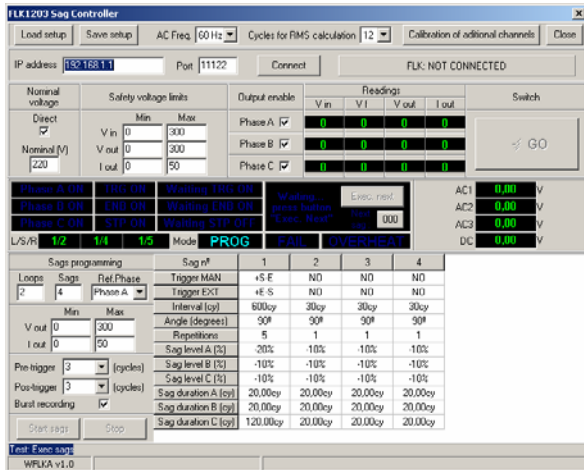 FLK1203 Sag Controller
Load setup Save setup AC Freq. 60 Hz Cycles for RMS calculation 12 Calibration of aditional channels Close
IP address 192.168.1.1 Port 11122 Connect FLK: NOT CONNECTED
Nominal voltage Safety voltage limits Output enable Readings Switch
V in V f V out I out
Direct Min Max Phase A 0 0 0 0
V in 0 300
Nominal (V) V out 0 300 Phase B 0 0 0 0 GO
220 I out 0 50 Phase C 0 0 0 0
Phase A ON TRG ON Waiting TRG ON Waiting... Exec. next AC1 0,00 V
Phase B ON END ON Waiting END ON press button AC2 0,00 V
Phase C ON STP ON Waiting STP OFF "Exec. Next" Next sag 000 AC3 0,00 V
L/S/R 1/2 1/4 1/5 Mode PROG FAIL OVERHEAT DC 0,00 V
Sags programming Sag nº 1 2 3 4
Loops Sags Ref.Phase Trigger MAN +S-E NO NO NO
2 4 Phase A Trigger EXT +E-S NO NO NO
Min Max Interval (cy) 600cy 30cy 30cy 30cy
V out 0 300 Angle (degrees) 90º 90º 90º 90º
I out 0 50 Repetitions 5 1 1 1
Sag level A (%) -20% -10% -10% -10%
Pre-trigger 3 (cycles) Sag level B (%) -10% -10% -10% -10%
Sag level C (%) -10% -10% -10% -10%
Pos-trigger 3 (cycles) Sag duration A (cy) 20,00cy 20,00cy 20,00cy 20,00cy
Burst recording Sag duration B (cy) 20,00cy 20,00cy 20,00cy 20,00cy
Start sags Stop Sag duration C (cy) 120.00cy 20.00cy 20.00cy 20.00cy
Test: Exec sags
WFLKA v1.0